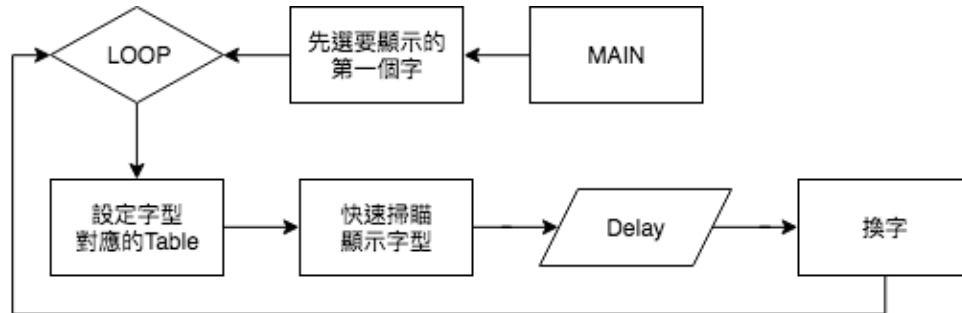 LOOP
先選要顯示的
第一個字
MAIN
設定字型
對應的Table
快速掃瞄
顯示字型
Delay
換字